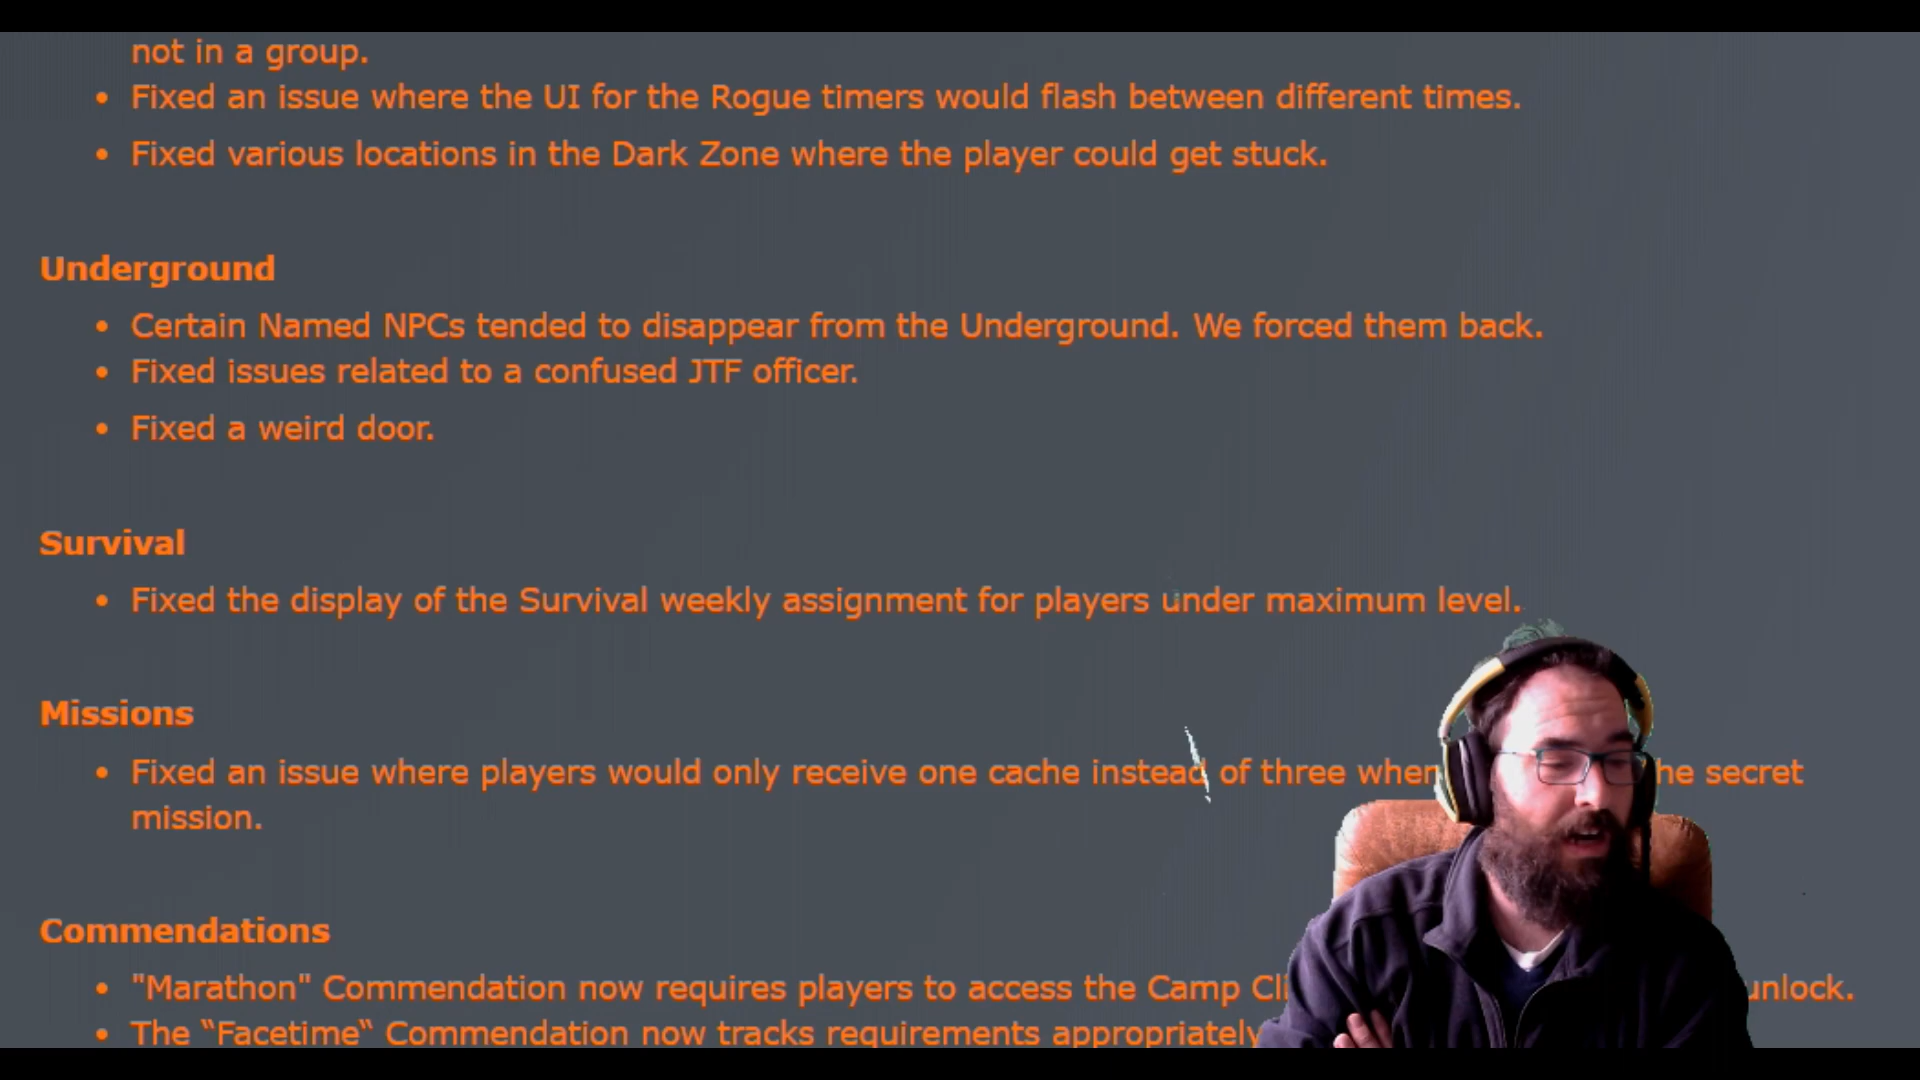 not in a group.
• Fixed an issue where the UI for the Rogue timers would flash between different times.
• Fixed various locations in the Dark Zone where the player could get stuck.
Underground
• Certain Named NPCs tended to disappear from the Underground. We forced them back.
• Fixed issues related to a confused JTF officer.
• Fixed a weird door.
Survival
• Fixed the display of the Survival weekly assignment for players under maximum level.
Missions
• Fixed an issue where players would only receive one cache instead of three when he secret
mission.
Commendations
• "Marathon" Commendation now requires players to access the Camp Cli unlock.
• The “Facetime“ Commendation now tracks requirements appropriately